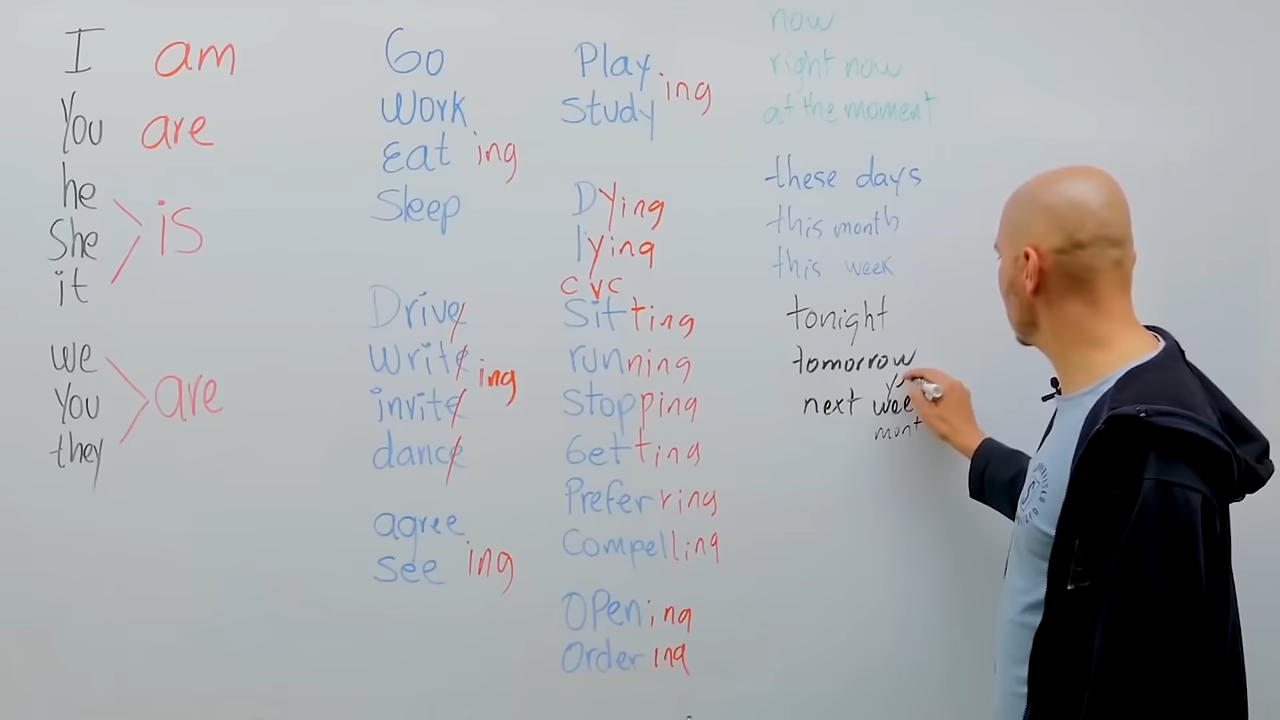 I am
You are
he
She is
it
we
You are
they
Go
Work
Eat ing
Sleep
Drive
Write
ing
invite
dance
agree
see ing
Play
ing
Study
Dying
lying
c v c
Sitting
running
Stopping
Getting
Preferring
Compelling
Opening
Ordering
now
right now
at the moment
these days
this month
this week
tonight
tomorrow
next